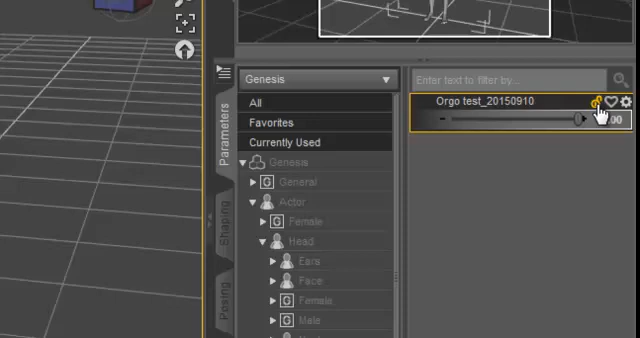 Genesis
Enter text to filter by...
All
Favorites
Currently Used
Genesis
General
Actor
Female
Head
Ears
Face
Female
Male
Orgo test_20150910
Parameters
Shaping
Posing